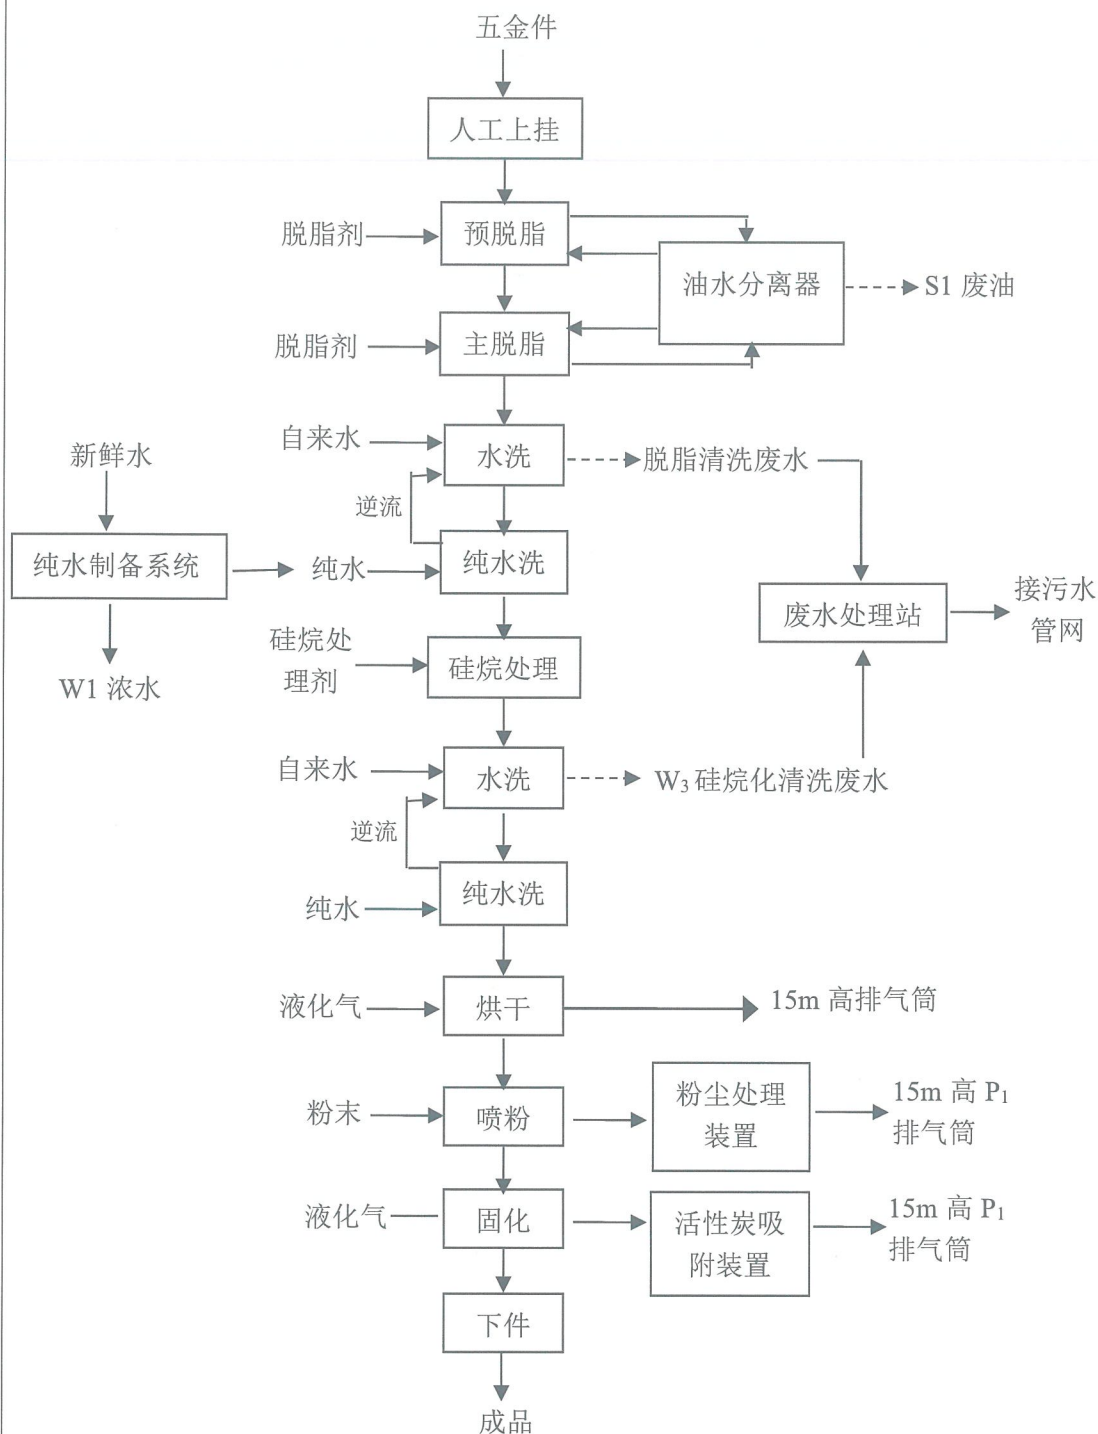 五金件
人工上挂
脱脂剂
预脱脂
油水分离器
S1 废油
脱脂剂
主脱脂
自来水
水洗
脱脂清洗废水
新鲜水
逆流
纯水制备系统
纯水
纯水洗
废水处理站
接污水
管网
硅烷处
理剂
硅烷处理
W1 浓水
自来水
水洗
W₃ 硅烷化清洗废水
逆流
纯水洗
纯水
液化气
烘干
15m 高排气筒
粉末
喷粉
粉尘处理
装置
15m 高 P₁
排气筒
液化气
固化
活性炭吸
附装置
15m 高 P₁
排气筒
下件
成品